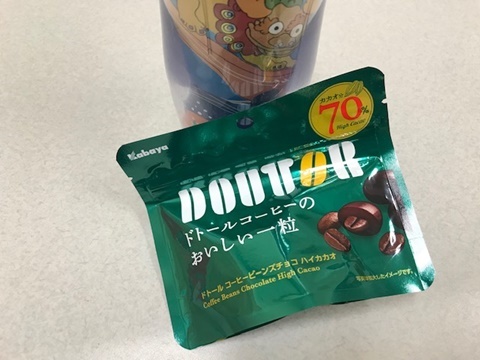 カカオ分
70%
High Cacao
Kabaya
DOUTOR
ドトールコーヒーの
おいしい一粒
ドトール コーヒービーンズチョコ ハイカカオ
Coffee Beans Chocolate High Cacao